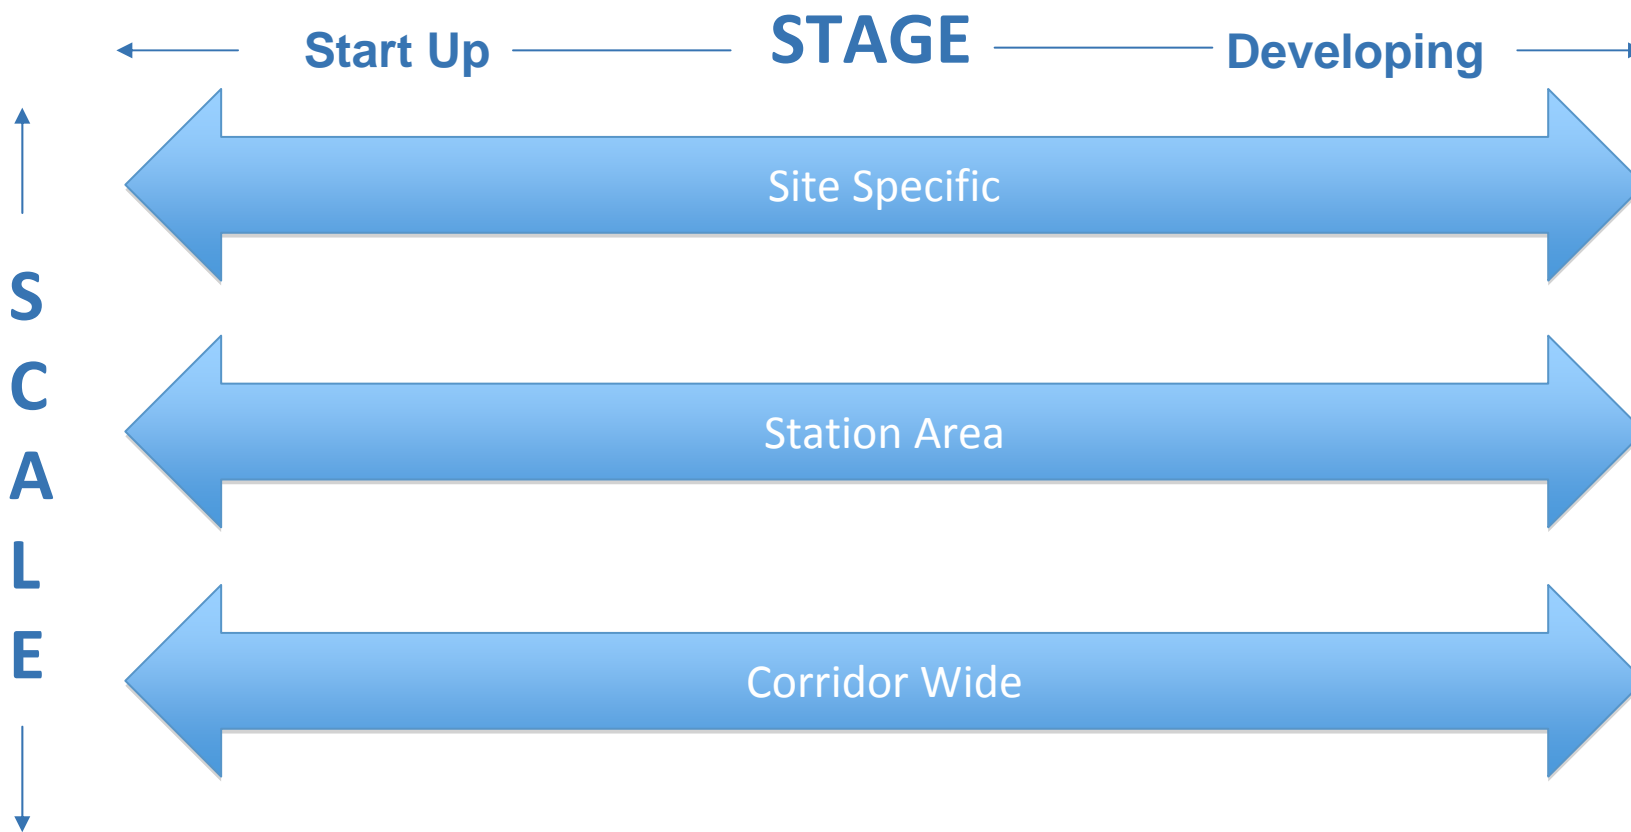 Start Up STAGE Developing
Site Specific
Station Area
Corridor Wide
S
C
A
L
E